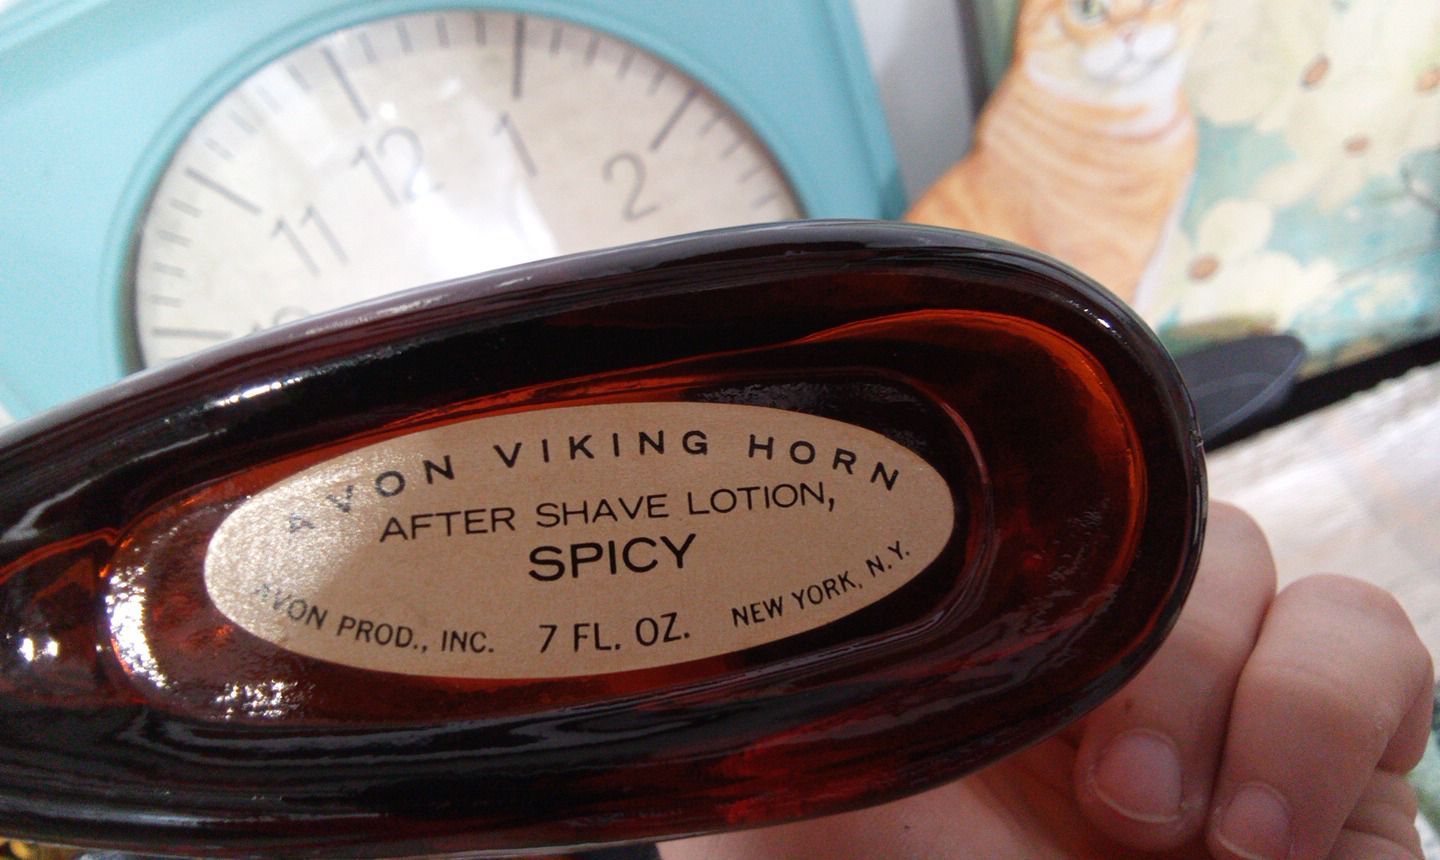 12 1 2
11
AVON VIKING HORN
AFTER SHAVE LOTION,
SPICY
AVON PROD., INC. 7 FL. OZ. NEW YORK, N.Y.